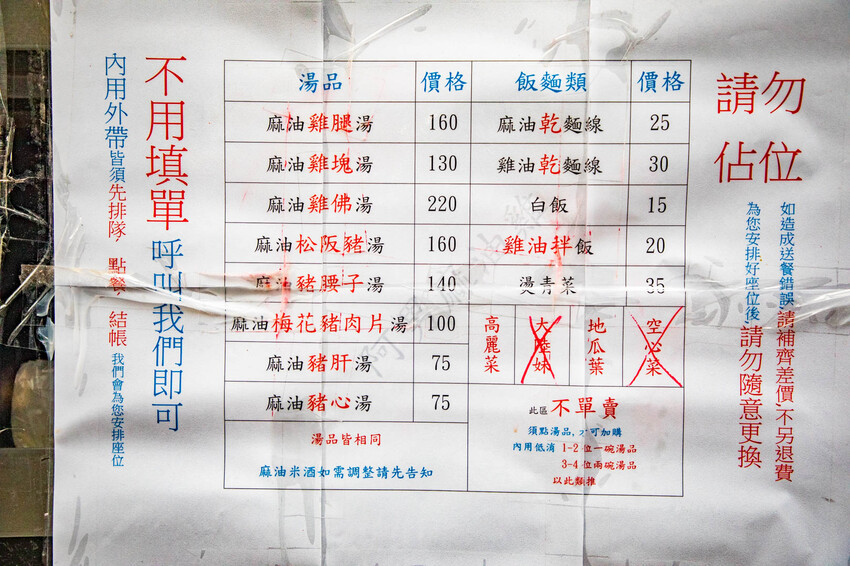 不用填單 呼叫我們即可
內用外帶皆須先排隊，點餐，結帳 我們會為您安排座位
湯品 價格 飯麵類 價格
麻油雞腿湯 160 麻油乾麵線 25
麻油雞塊湯 130 雞油乾麵線 30
麻油雞佛湯 220 白飯 15
麻油松阪豬湯 160 雞油拌飯 20
麻油豬腰子湯 140 燙青菜 35
麻油梅花豬肉片湯 100 高麗菜 大陸妹 地瓜葉 空心菜
麻油豬肝湯 75
麻油豬心湯 75
湯品皆相同
麻油米酒如需調整請先告知
此區不單賣
須點湯品，才可加購
內用低消 1-2位一碗湯品
3-4位兩碗湯品
以此類推
請勿
佔位
如造成送餐錯誤請補齊差價,不另退費
為您安排好座位後,請勿隨意更換